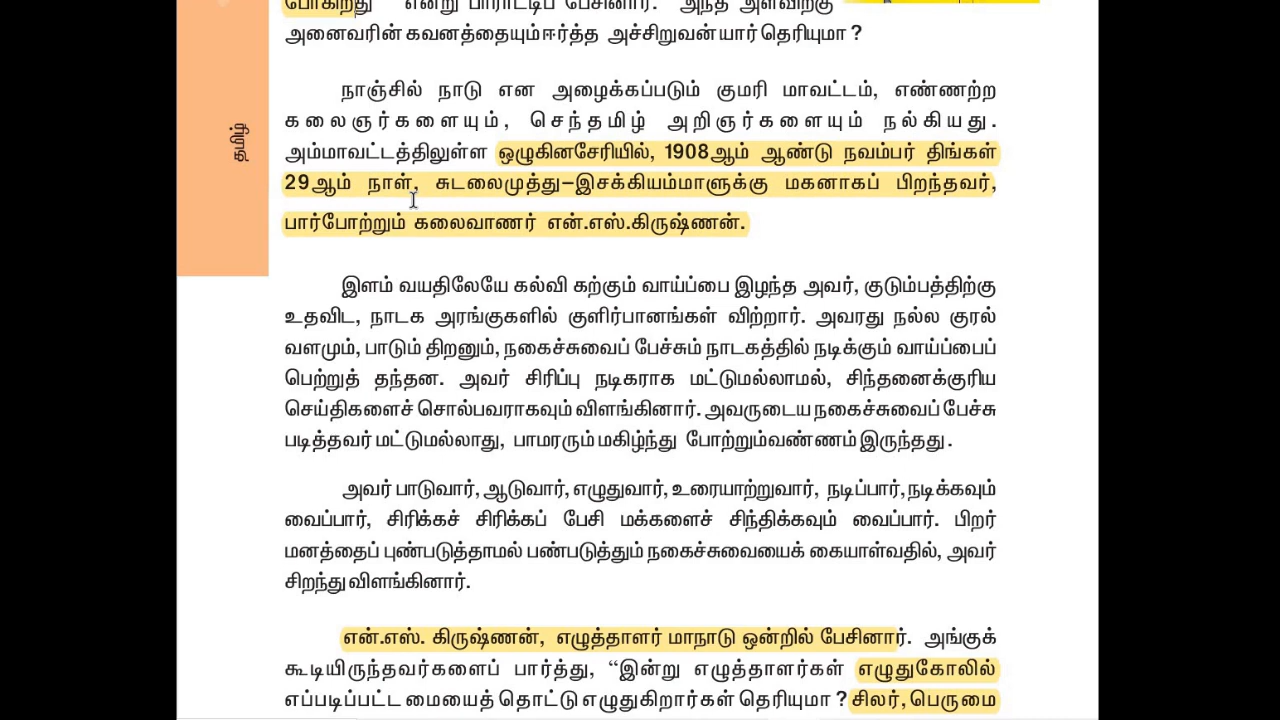 போகிறது" என்று பாராட்டிப் பேசினார். அந்த அளவிற்கு
அனைவரின் கவனத்தையும் ஈர்த்த அச்சிறுவன் யார் தெரியுமா ?
தமிழ்
நாஞ்சில் நாடு என அழைக்கப்படும் குமரி மாவட்டம், எண்ணற்ற
கலைஞர்களையும், செந்தமிழ் அறிஞர்களையும் நல்கியது.
அம்மாவட்டத்திலுள்ள ஒழுகினசேரியில், 1908ஆம் ஆண்டு நவம்பர் திங்கள்
29ஆம் நாள், சுடலைமுத்து–இசக்கியம்மாளுக்கு மகனாகப் பிறந்தவர்,
பார்போற்றும் கலைவாணர் என்.எஸ்.கிருஷ்ணன்.
இளம் வயதிலேயே கல்வி கற்கும் வாய்ப்பை இழந்த அவர், குடும்பத்திற்கு
உதவிட, நாடக அரங்குகளில் குளிர்பானங்கள் விற்றார். அவரது நல்ல குரல்
வளமும், பாடும் திறனும், நகைச்சுவைப் பேச்சும் நாடகத்தில் நடிக்கும் வாய்ப்பைப்
பெற்றுத் தந்தன. அவர் சிரிப்பு நடிகராக மட்டுமல்லாமல், சிந்தனைக்குரிய
செய்திகளைச் சொல்பவராகவும் விளங்கினார். அவருடைய நகைச்சுவைப் பேச்சு
படித்தவர் மட்டுமல்லாது, பாமரரும் மகிழ்ந்து போற்றும்வண்ணம் இருந்தது.
அவர் பாடுவார், ஆடுவார், எழுதுவார், உரையாற்றுவார், நடிப்பார், நடிக்கவும்
வைப்பார், சிரிக்கச் சிரிக்கப் பேசி மக்களைச் சிந்திக்கவும் வைப்பார். பிறர்
மனத்தைப் புண்படுத்தாமல் பண்படுத்தும் நகைச்சுவையைக் கையாள்வதில், அவர்
சிறந்து விளங்கினார்.
என்.எஸ். கிருஷ்ணன், எழுத்தாளர் மாநாடு ஒன்றில் பேசினார். அங்குக்
கூடியிருந்தவர்களைப் பார்த்து, “இன்று எழுத்தாளர்கள் எழுதுகோலில்
எப்படிப்பட்ட மையைத் தொட்டு எழுதுகிறார்கள் தெரியுமா ? சிலர், பெருமை